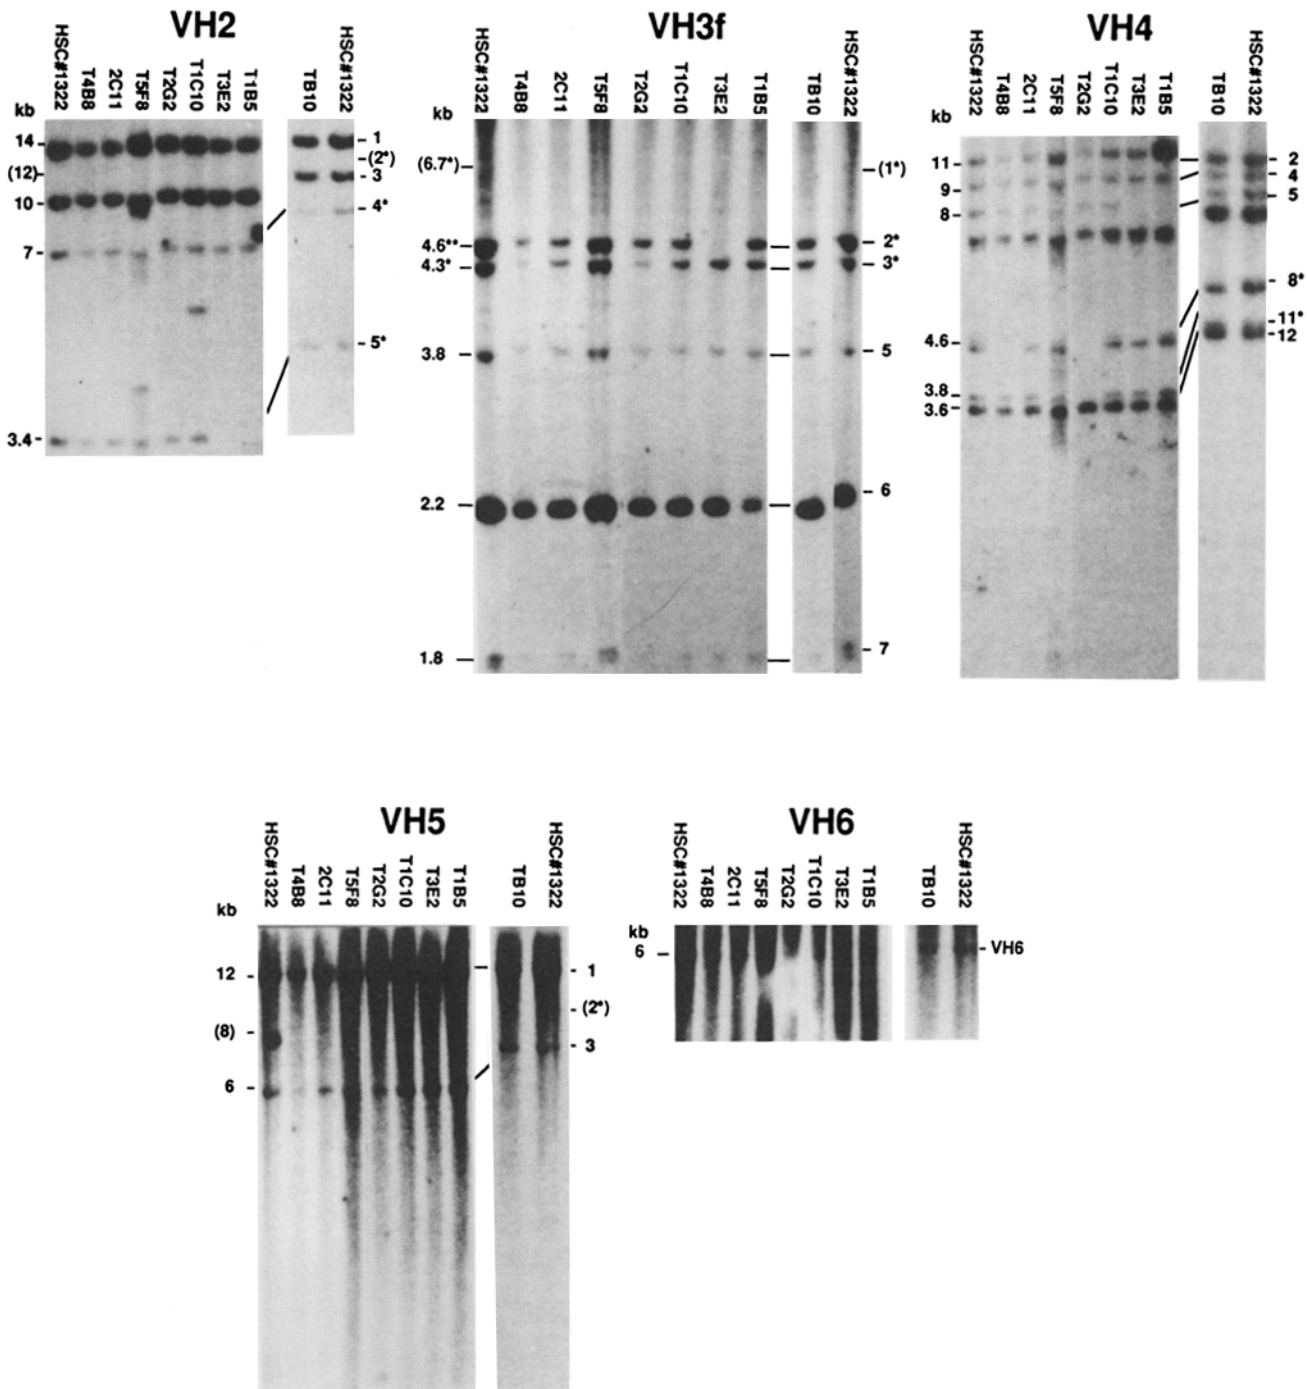 VH2
HSC#1322
T4B8
2C11
T5F8
T2G2
T1C10
T3E2
T1B5
TB10
HSC#1322
kb
14
(12)
10
7
3.4
1
(2*)
3
4*
5*
VH3f
HSC#1322
T4B8
2C11
T5F8
T2G2
T1C10
T3E2
T1B5
TB10
HSC#1322
kb
(6.7*)
4.6**
4.3*
3.8
2.2
1.8
(1*)
2*
3*
5
6
7
VH4
HSC#1322
T4B8
2C11
T5F8
T2G2
T1C10
T3E2
T1B5
TB10
HSC#1322
kb
11
9
8
4.6
3.8
3.6
2
4
5
8*
11*
12
VH5
HSC#1322
T4B8
2C11
T5F8
T2G2
T1C10
T3E2
T1B5
TB10
HSC#1322
kb
12
(8)
6
1
(2*)
3
VH6
HSC#1322
T4B8
2C11
T5F8
T2G2
T1C10
T3E2
T1B5
TB10
HSC#1322
kb
6
VH6